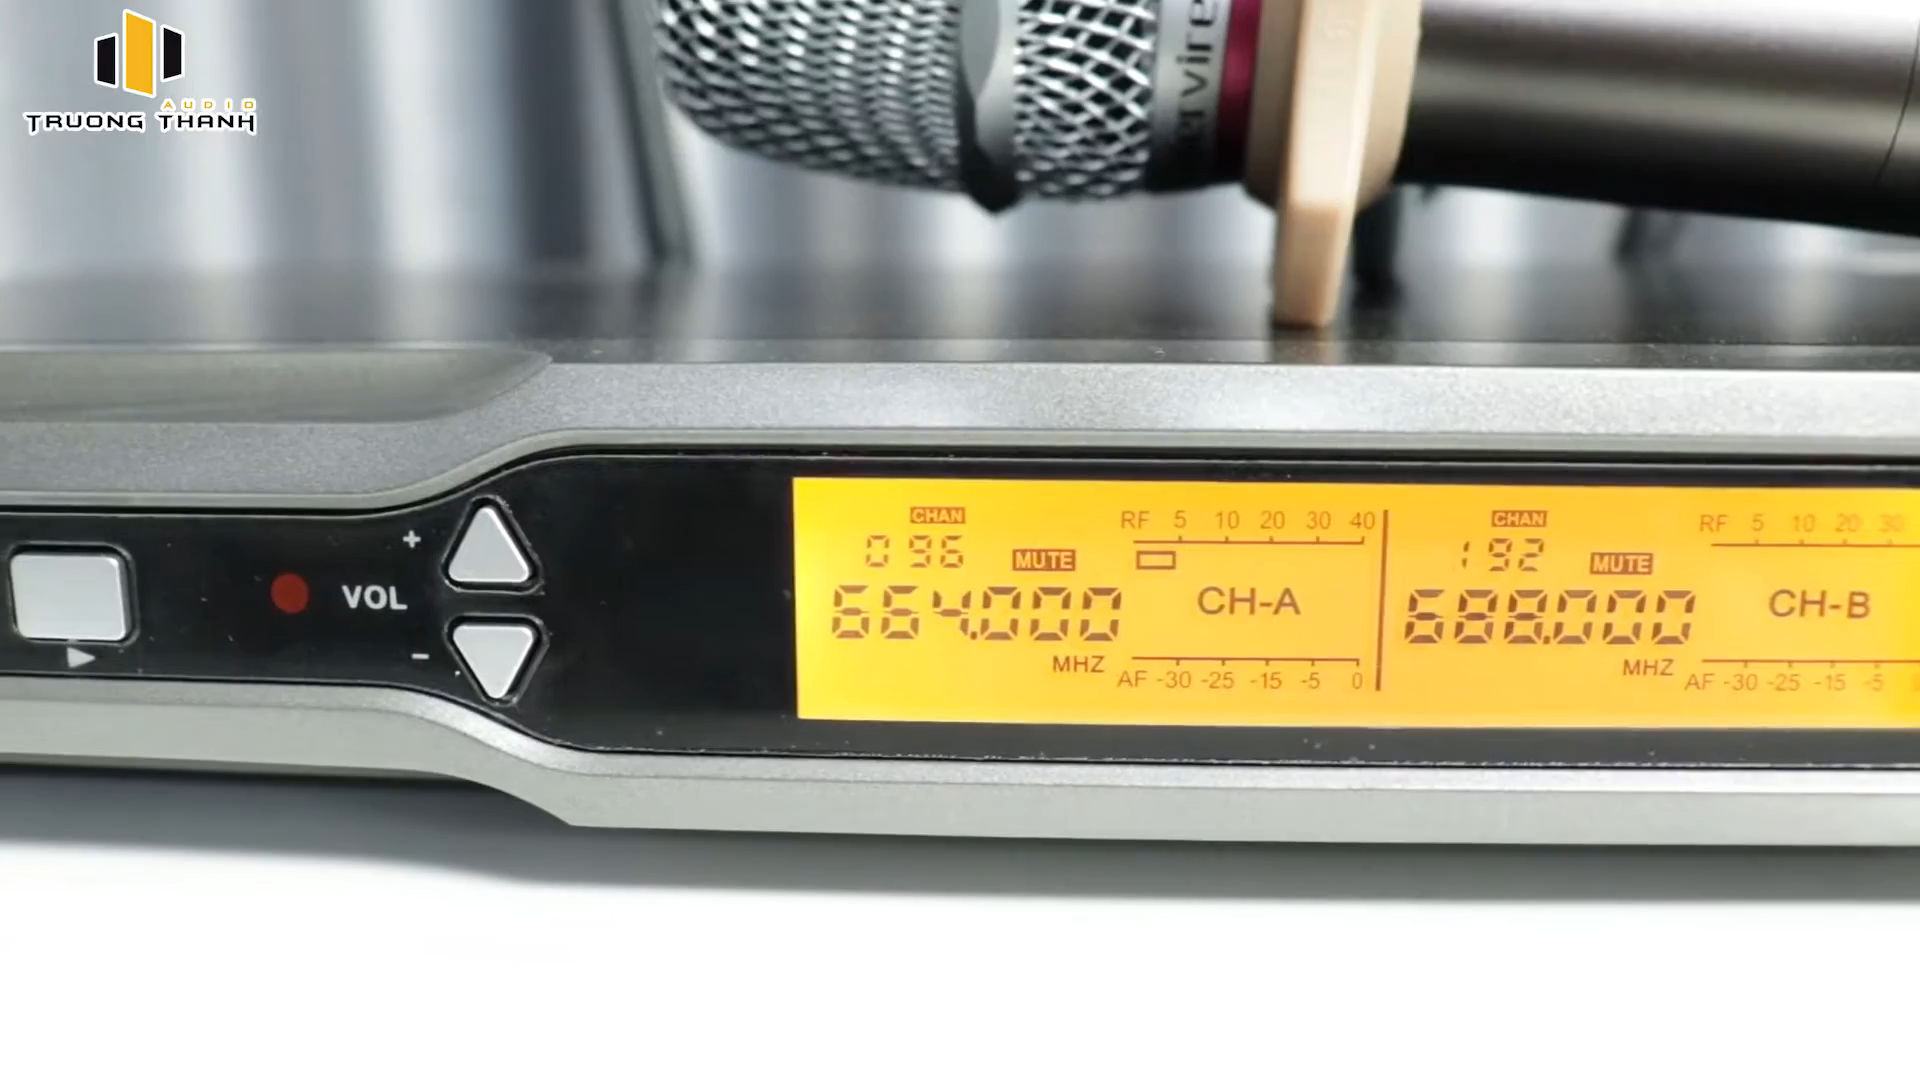 AUDIO
TRUONG THANH
vire
+
VOL
−
CHAN
096
MUTE
664.000
MHZ
RF 5 10 20 30 40
CH-A
AF -30 -25 -15 -5 0
CHAN
192
MUTE
688.000
MHZ
RF 5 10 20 30
CH-B
AF -30 -25 -15 -5